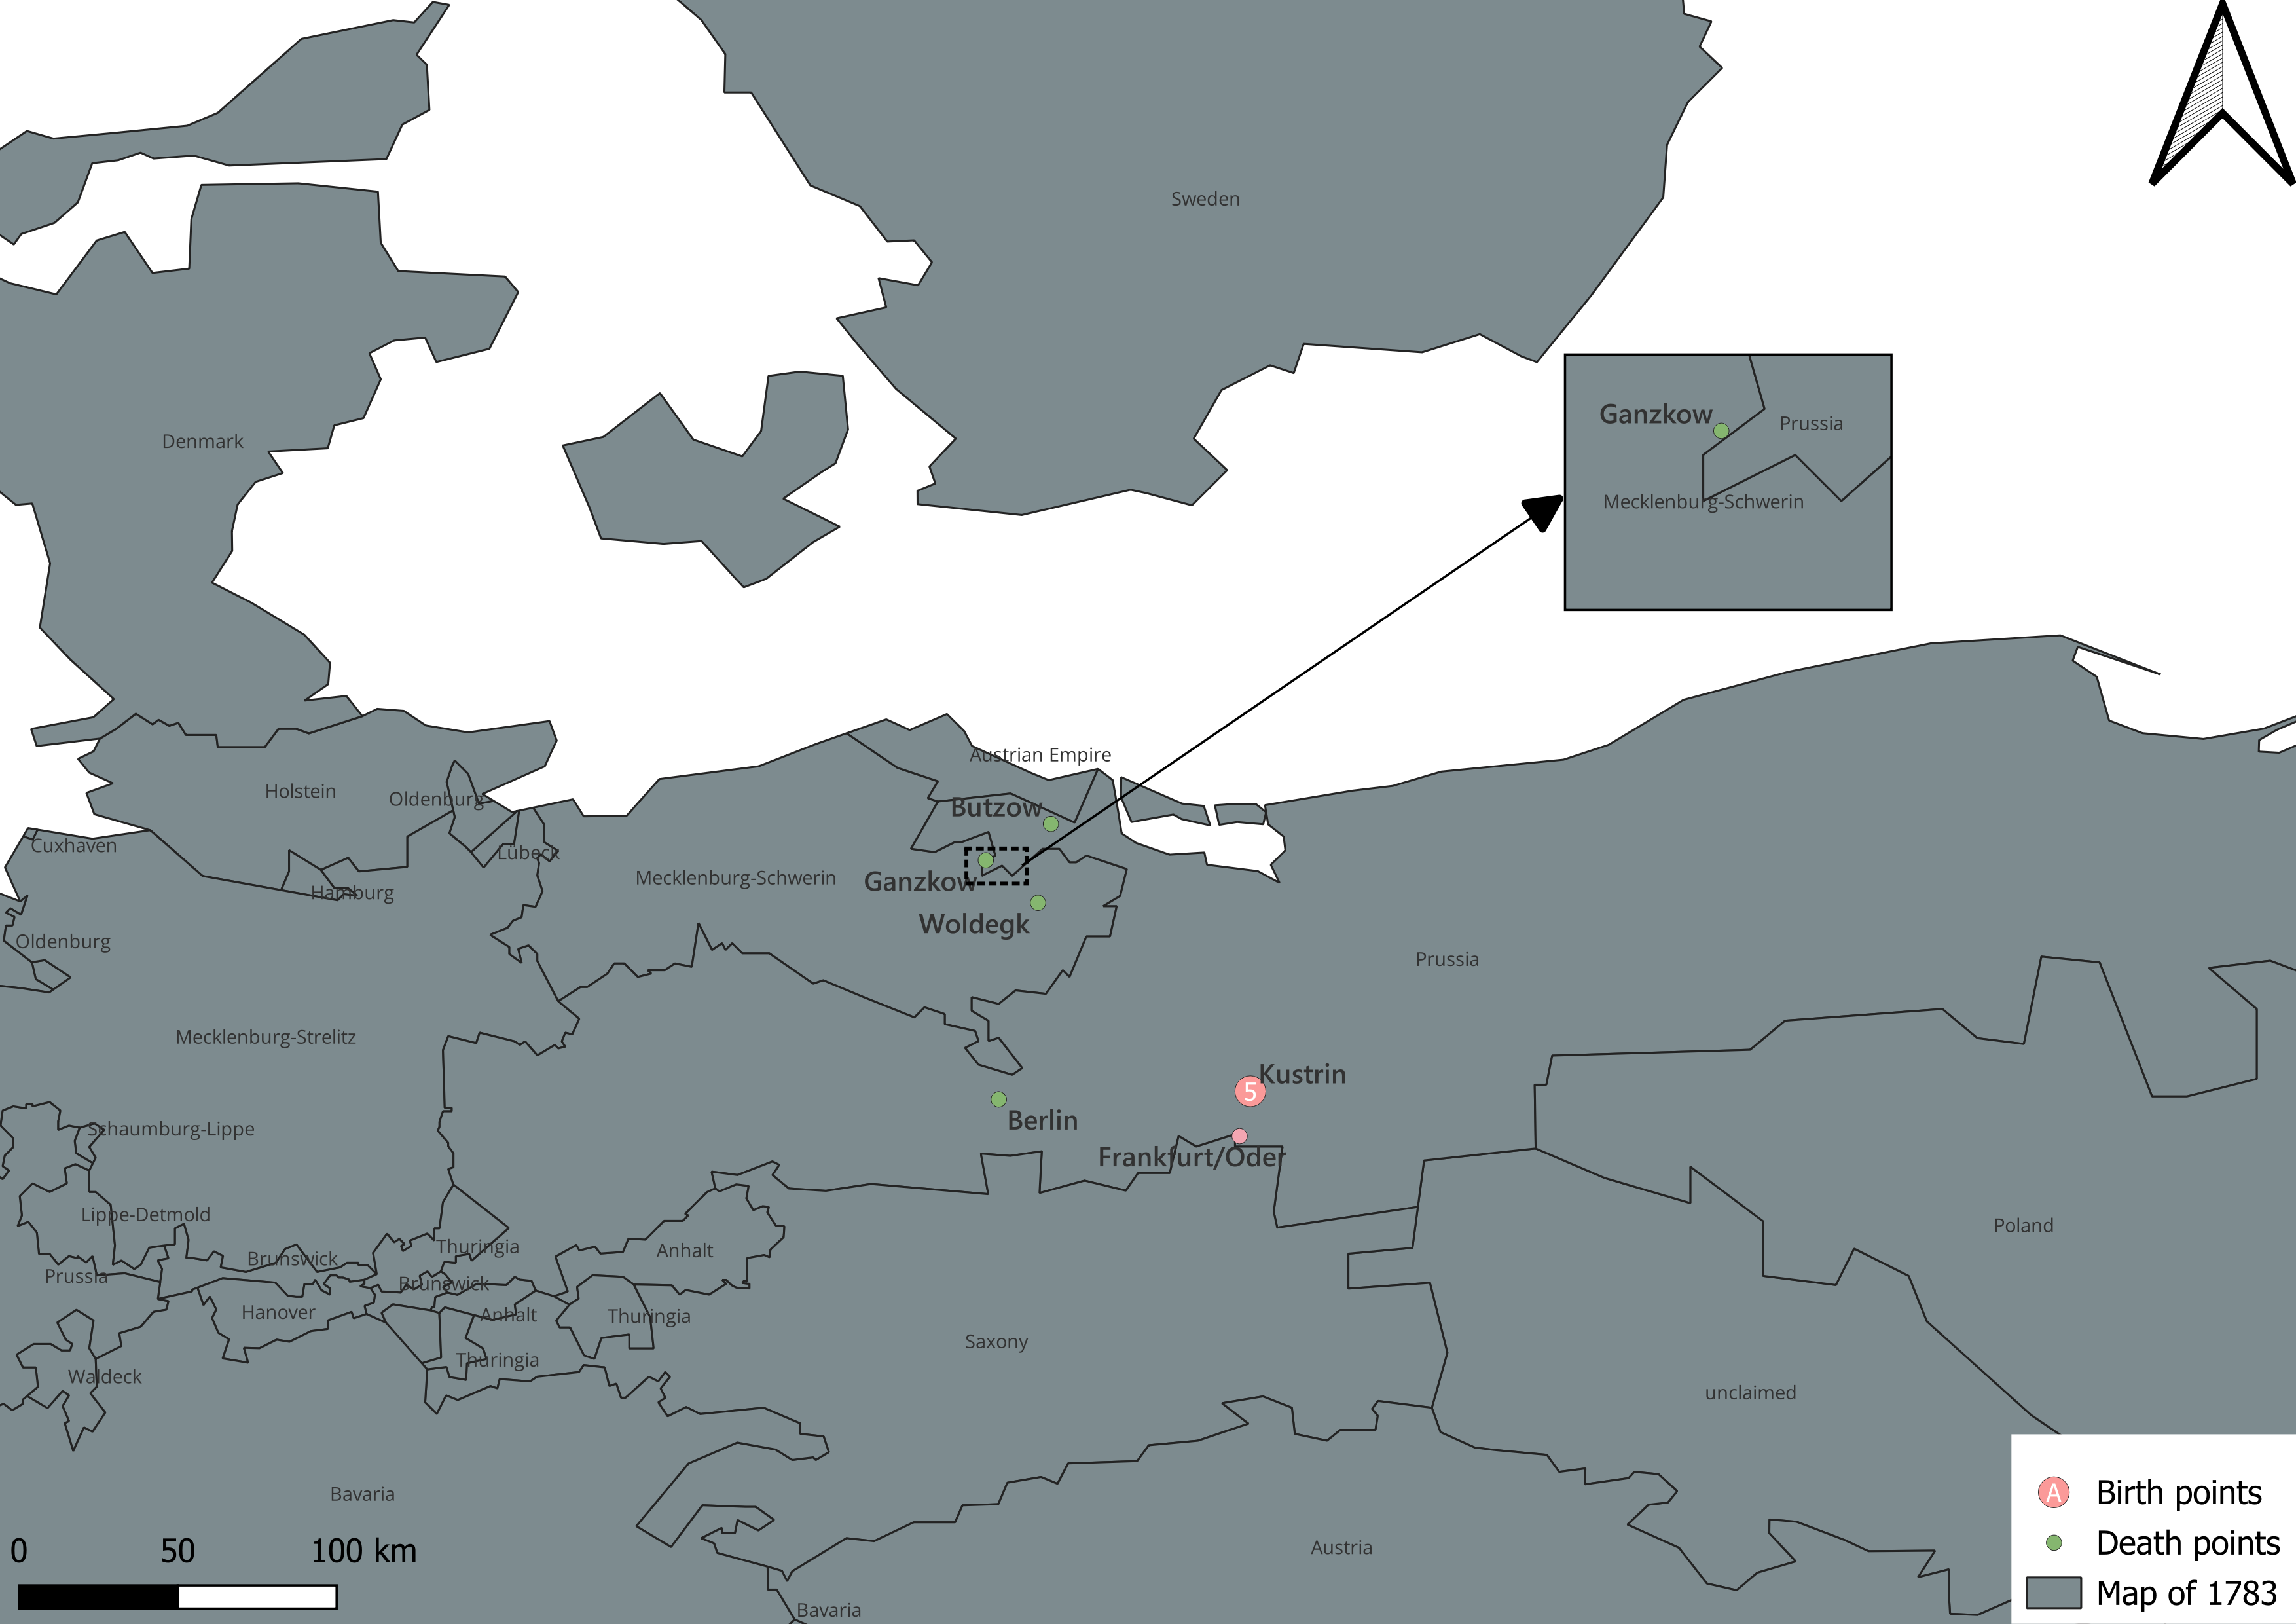 Sweden
Ganzkow
Prussia
Denmark
Mecklenburg-Schwerin
Austrian Empire
Holstein
Oldenburg
Butzow
Cuxhaven
Lübeck
Mecklenburg-Schwerin
Ganzkow
Hamburg
Woldegk
Oldenburg
Prussia
Mecklenburg-Strelitz
Kustrin
5
Berlin
Schaumburg-Lippe
Frankfurt/Oder
Lippe-Detmold
Poland
Thuringia
Anhalt
Brunswick
Prussia
Brunswick
Hanover
Anhalt
Thuringia
Saxony
Thuringia
Waldeck
unclaimed
Bavaria
A Birth points
Death points
Map of 1783
0 50 100 km
Austria
Bavaria